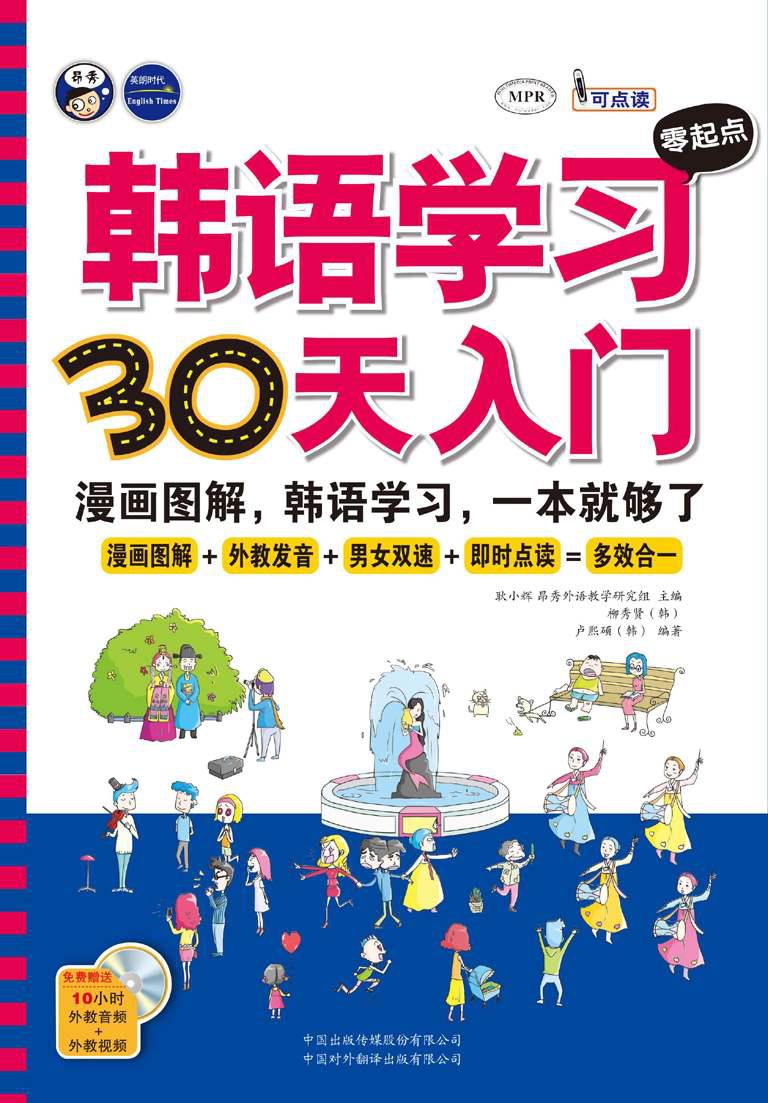 昂秀
英朗时代
English Times
MPR
可点读
零起点
韩语学习
30天入门
漫画图解，韩语学习，一本就够了
漫画图解+外教发音+男女双速+即时点读=多效合一
耿小辉 昂秀外语教学研究组 主编
柳秀贤（韩）
卢熙硕（韩） 编著
免费赠送
10小时
外教音频
+
外教视频
中国出版传媒股份有限公司
中国对外翻译出版有限公司